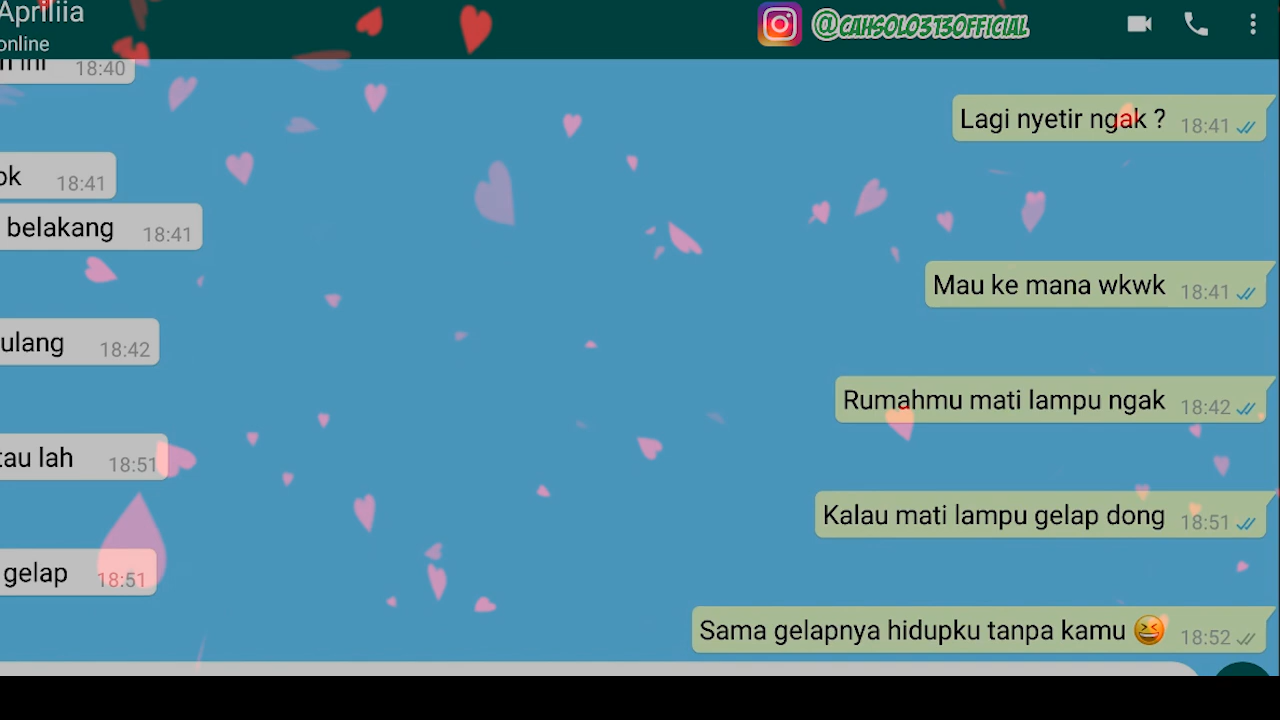 Apriliia
@CAHSOLO313OFFICIAL
online
18:40
Lagi nyetir ngak ? 18:41
ok 18:41
belakang 18:41
Mau ke mana wkwk 18:41
ulang 18:42
Rumahmu mati lampu ngak 18:42
tau lah 18:51
Kalau mati lampu gelap dong 18:51
gelap 18:51
Sama gelapnya hidupku tanpa kamu 😆 18:52